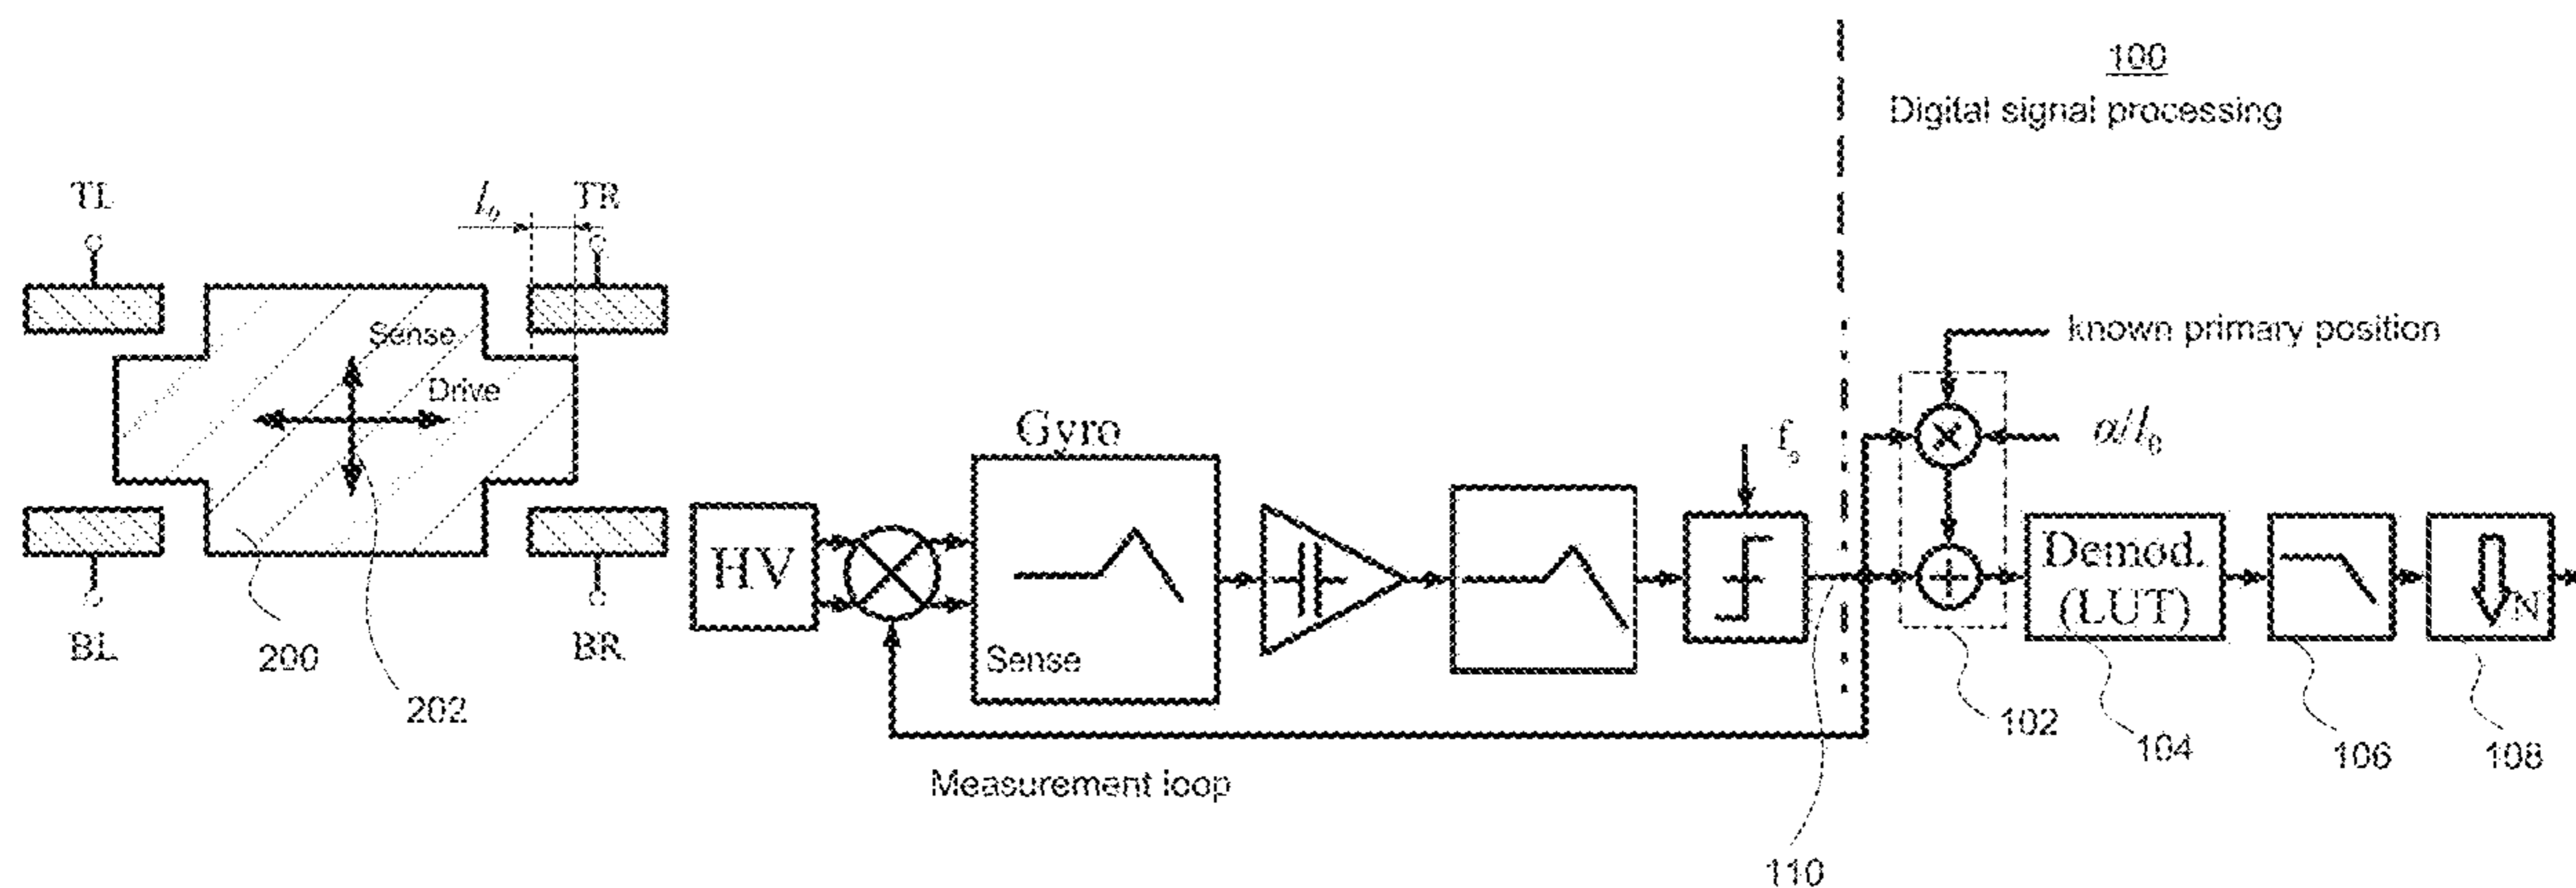 100
Digital signal processing
TL
l₀
TR
Sense
Drive
BL
200
202
BR
HV
Gyro
Sense
fₛ
Measurement loop
110
known primary position
α/l₀
Demod.
(LUT)
N
102
104
106
108